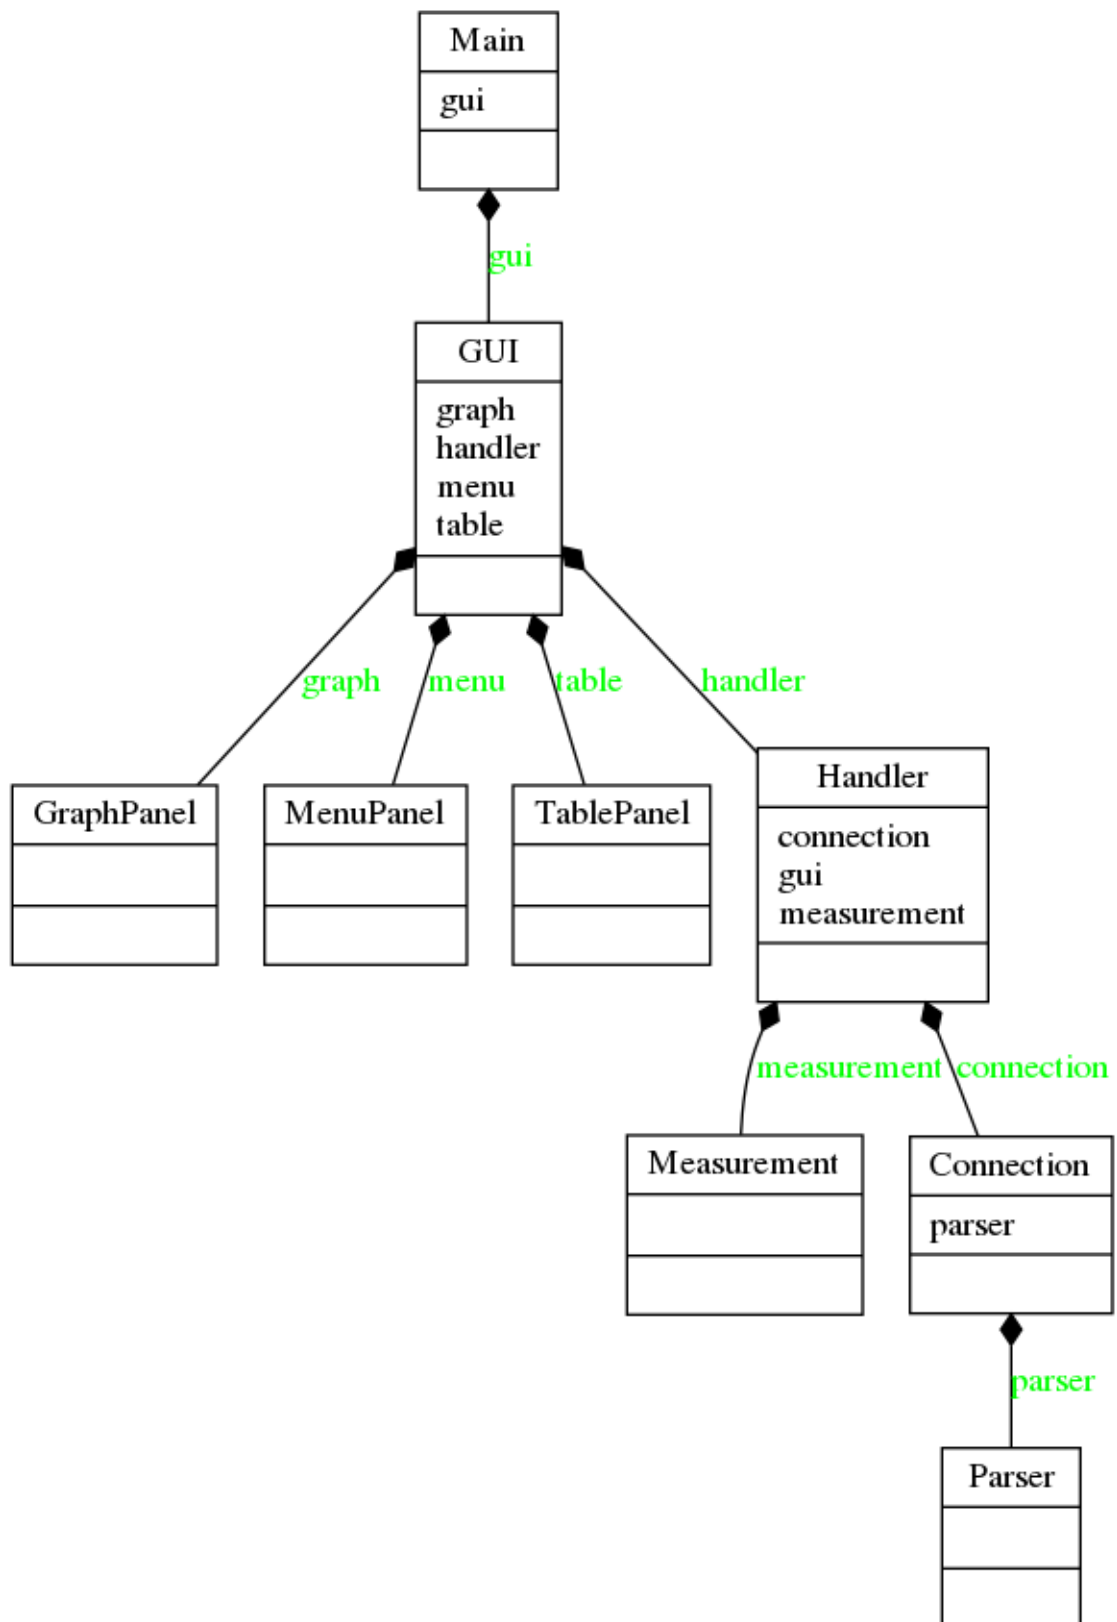 Main
gui
gui
GUI
graph
handler
menu
table
graph
menu
table
handler
GraphPanel
MenuPanel
TablePanel
Handler
connection
gui
measurement
measurement
connection
Measurement
Connection
parser
parser
Parser